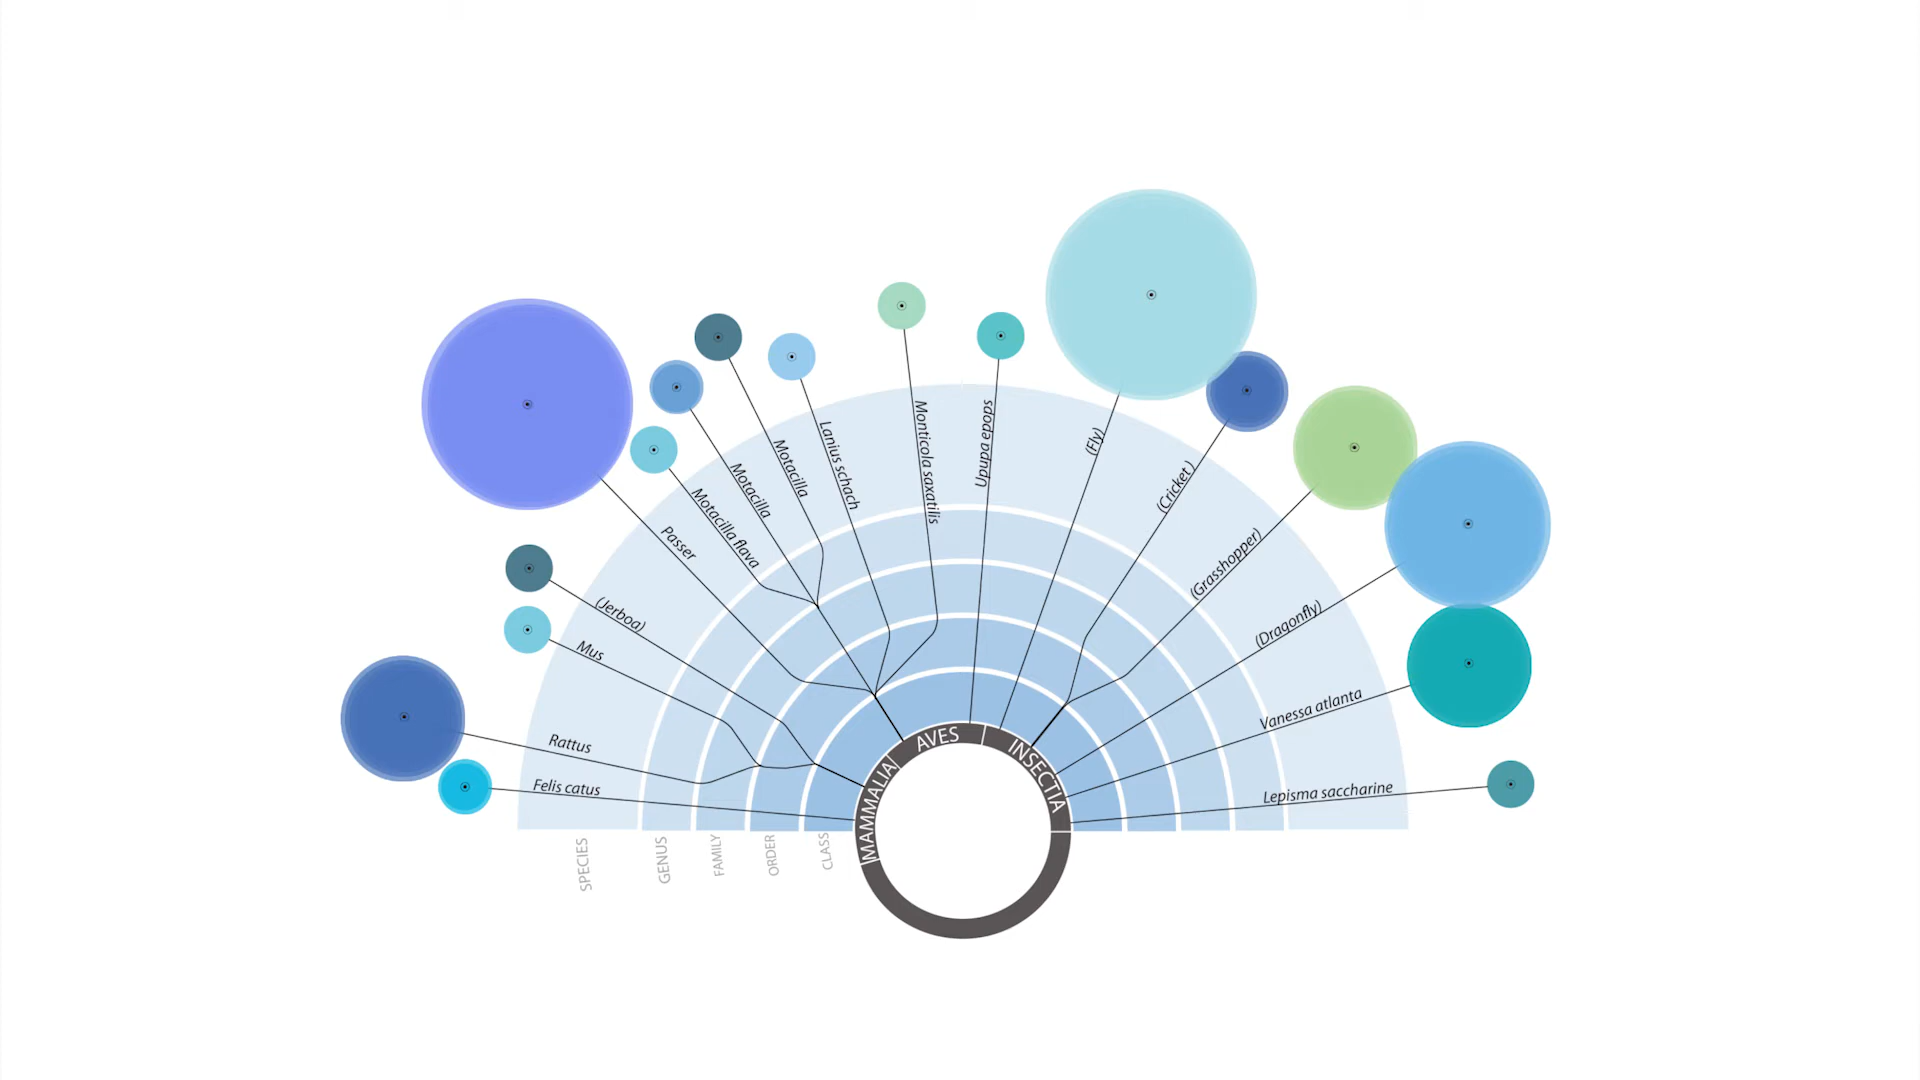 Felis catus
Rattus
Mus
(Jerboa)
Passer
Motacilla flava
Motacilla
Motacilla
Lanius schach
Monticola saxatilis
Upupa epops
(Fly)
(Cricket )
(Grasshopper)
(Dragonfly)
Vanessa atlanta
Lepisma saccharine
MAMMALIA
AVES
INSECTIA
SPECIES
GENUS
FAMILY
ORDER
CLASS